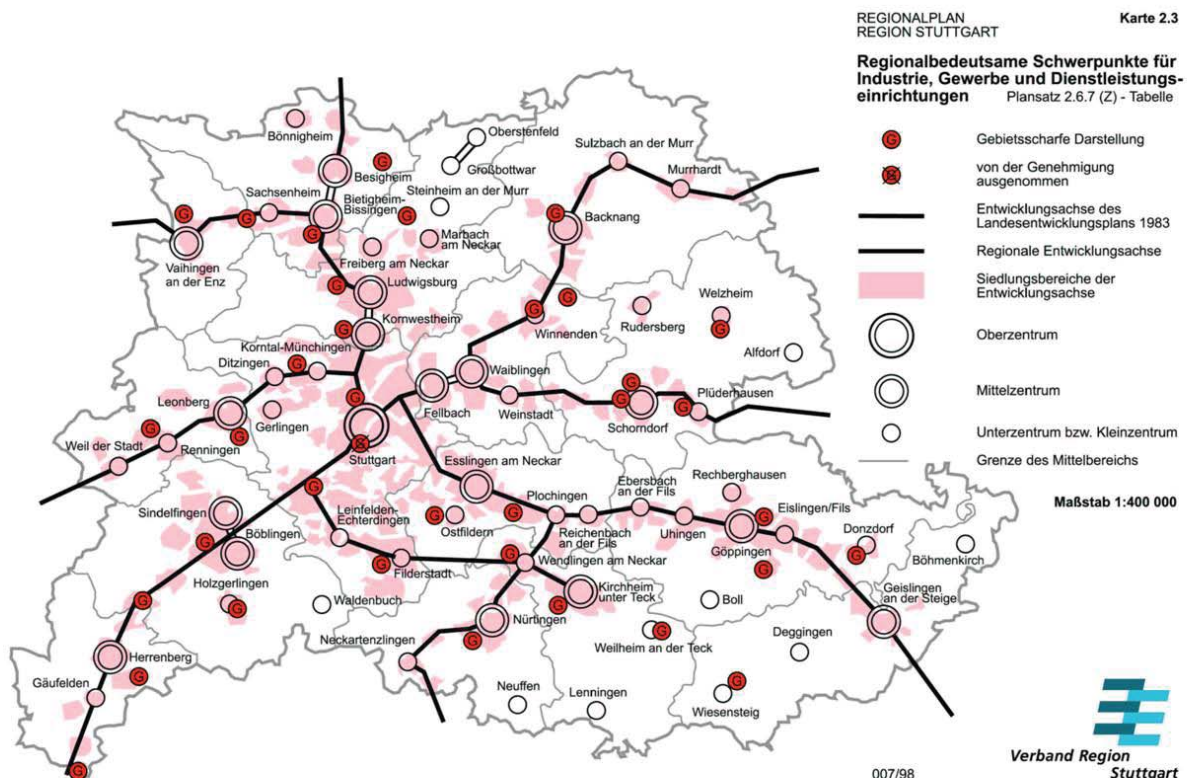 REGIONALPLAN
REGION STUTTGART
Karte 2.3
Regionalbedeutsame Schwerpunkte für
Industrie, Gewerbe und Dienstleistungs-
einrichtungen
Plansatz 2.6.7 (Z) - Tabelle
G
Gebietsscharfe Darstellung
von der Genehmigung
ausgenommen
Entwicklungsachse des
Landesentwicklungsplans 1983
Regionale Entwicklungsachse
Siedlungsbereiche der
Entwicklungsachse
Oberzentrum
Mittelzentrum
Unterzentrum bzw. Kleinzentrum
Grenze des Mittelbereichs
Maßstab 1:400 000
Bönnigheim
Oberstenfeld
Besigheim
Großbottwar
Sulzbach an der Murr
Murrhardt
Sachsenheim
Steinheim an der Murr
Bietigheim-
Bissingen
Backnang
Marbach
am Neckar
Vaihingen
an der Enz
Freiberg am Neckar
Ludwigsburg
Kornwestheim
Winnenden
Rudersberg
Welzheim
Alfdorf
Korntal-Münchingen
Ditzingen
Waiblingen
Leonberg
Gerlingen
Fellbach
Weinstadt
Plüderhausen
Schorndorf
Weil der Stadt
Renningen
Stuttgart
Esslingen am Neckar
Ebersbach
an der Fils
Rechberghausen
Sindelfingen
Leinfelden-
Echterdingen
Plochingen
Eislingen/Fils
Böblingen
Ostfildern
Reichenbach
an der Fils
Uhingen
Göppingen
Donzdorf
Böhmenkirch
Holzgerlingen
Filderstadt
Wendlingen am Neckar
Kirchheim
unter Teck
Geislingen
an der Steige
Waldenbuch
Boll
Nürtingen
Neckartenzlingen
Weilheim an der Teck
Deggingen
Herrenberg
Gäufelden
Neuffen
Lenningen
Wiesensteig
Verband Region
Stuttgart
007/98